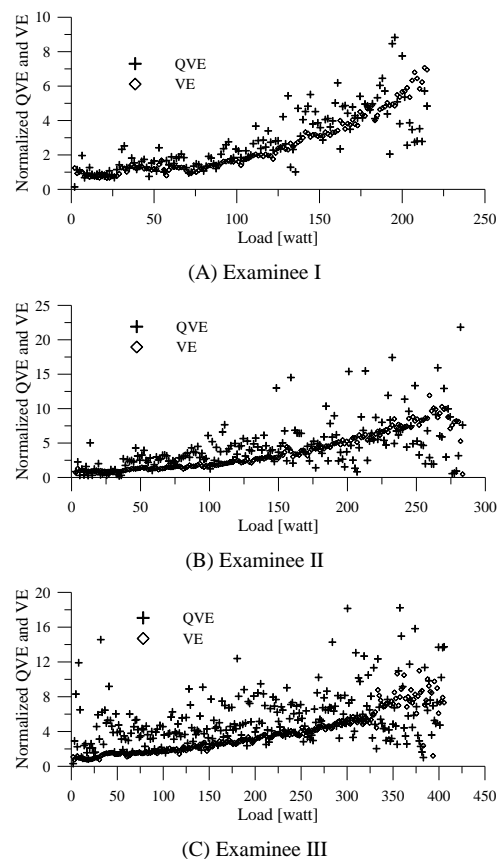 10
8
6
4
2
0
Normalized QVE and VE
QVE
VE
0 50 100 150 200 250
Load [watt]
(A) Examinee I
25
20
15
10
5
0
Normalized QVE and VE
QVE
VE
0 50 100 150 200 250 300
Load [watt]
(B) Examinee II
20
16
12
8
4
0
Normalized QVE and VE
QVE
VE
0 50 100 150 200 250 300 350 400 450
Load [watt]
(C) Examinee III